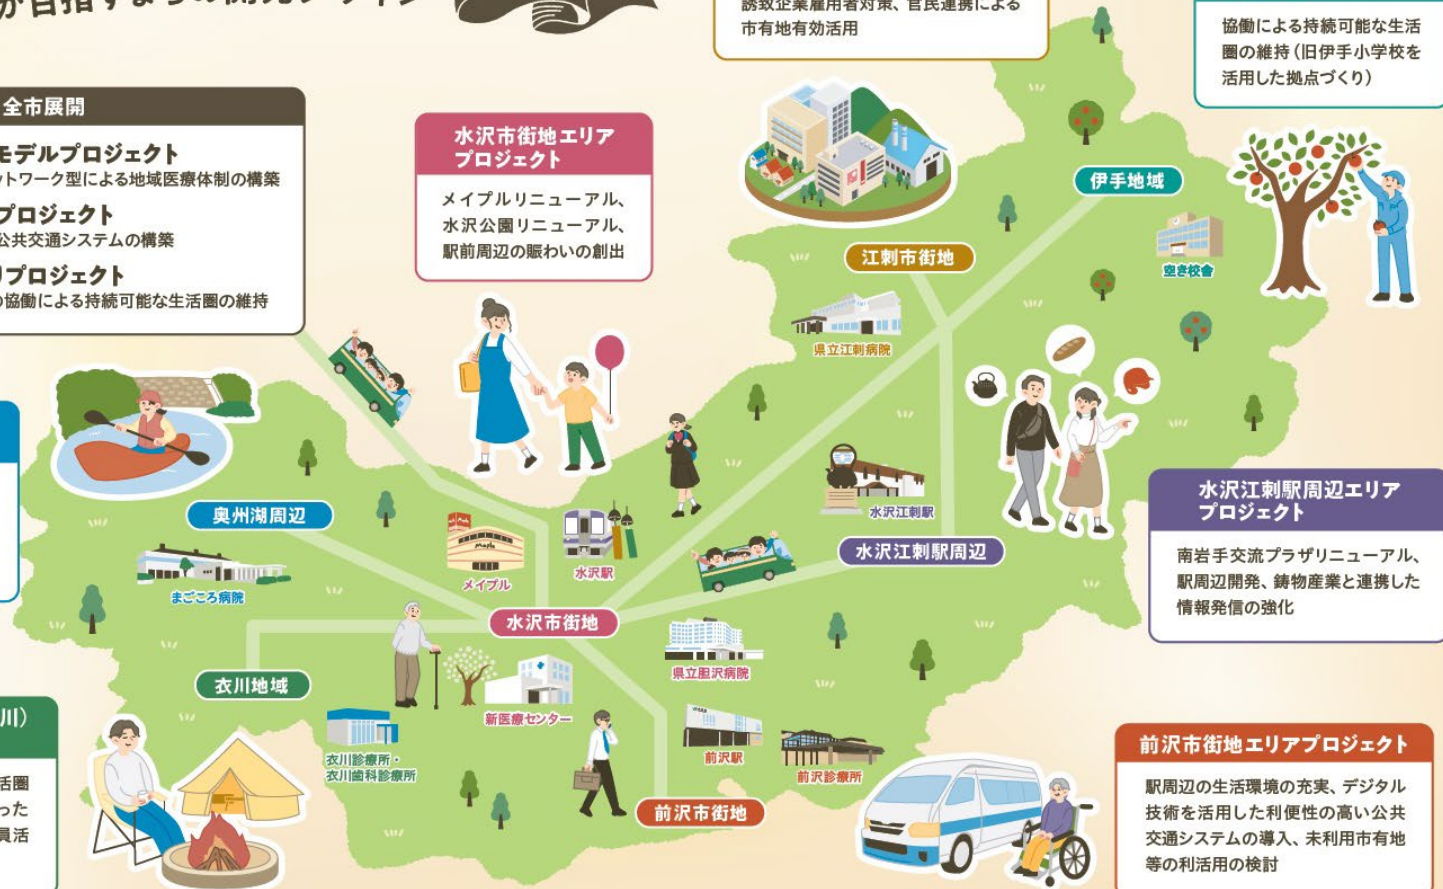 が目指すまちの開発デザイン
誘致企業雇用者対策、官民連携による
市有地有効活用
協働による持続可能な生活
圏の維持(旧伊手小学校を
活用した拠点づくり)
全市展開
モデルプロジェクト
ットワーク型による地域医療体制の構築
プロジェクト
公共交通システムの構築
プロジェクト
の協働による持続可能な生活圏の維持
水沢市街地エリア
プロジェクト
メイプルリニューアル、
水沢公園リニューアル、
駅前周辺の賑わいの創出
伊手地域
空き校舎
江刺市街地
県立江刺病院
奥州湖周辺
まごころ病院
メイプル
水沢駅
水沢江刺駅
水沢江刺駅周辺
水沢江刺駅周辺エリア
プロジェクト
南岩手交流プラザリニューアル、
駅周辺開発、鋳物産業と連携した
情報発信の強化
水沢市街地
県立胆沢病院
衣川地域
新医療センター
衣川診療所・
衣川歯科診療所
前沢駅
前沢診療所
前沢市街地
川)
活圏
った
員活
前沢市街地エリアプロジェクト
駅周辺の生活環境の充実、デジタル
技術を活用した利便性の高い公共
交通システムの導入、未利用市有地
等の利活用の検討